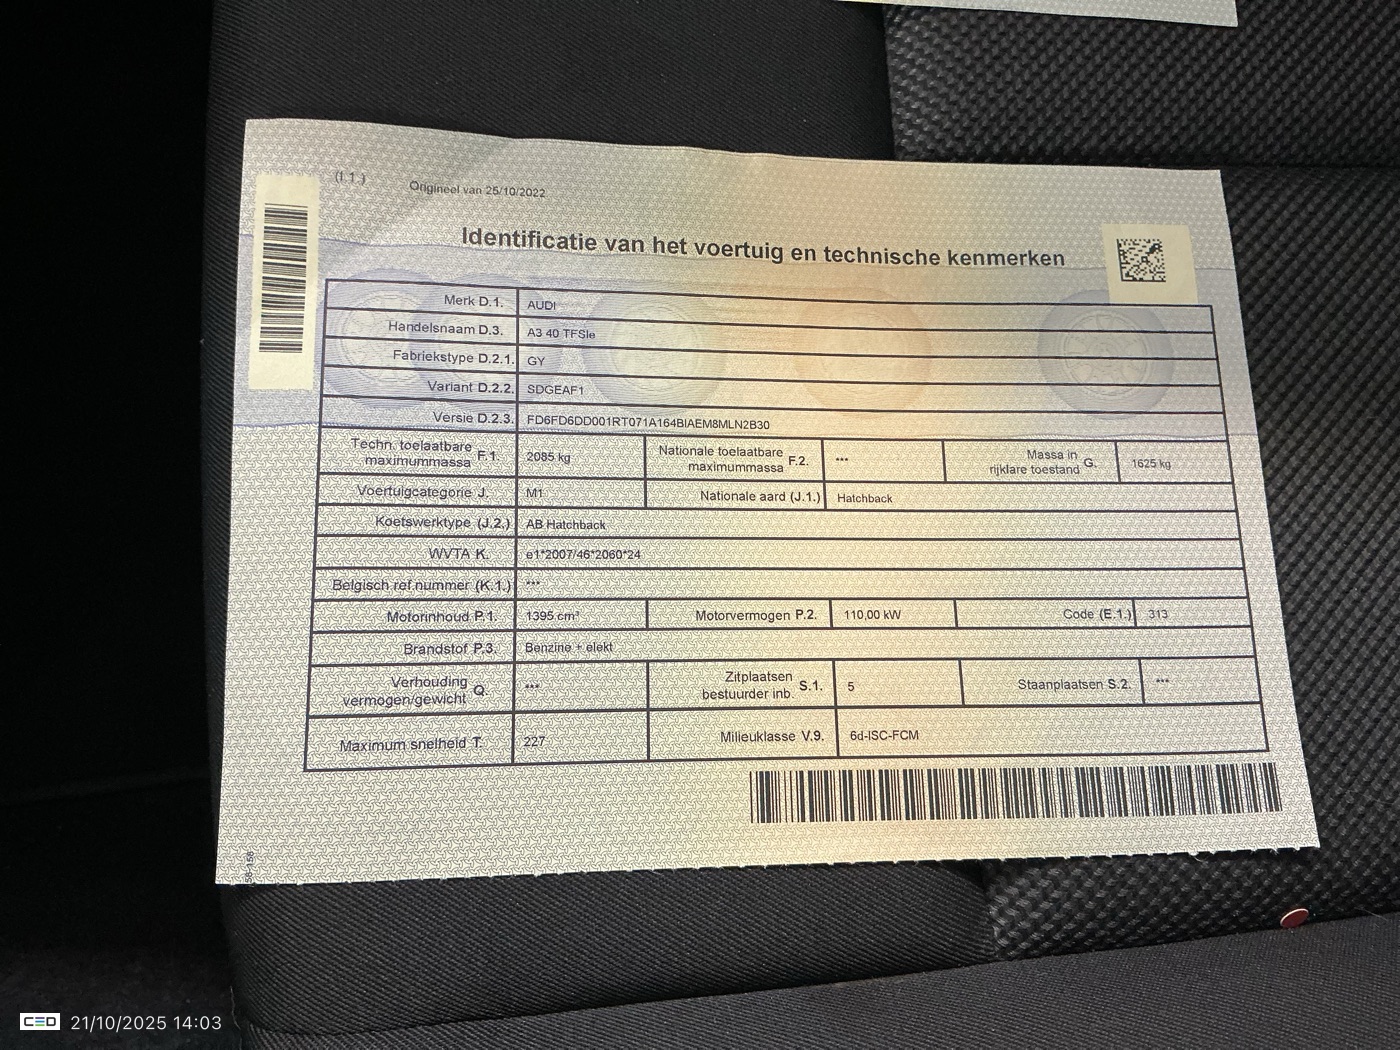 (I.1.) Origineel van 25/10/2022
Identificatie van het voertuig en technische kenmerken
Merk D.1. AUDI
Handelsnaam D.3. A3 40 TFSIe
Fabriekstype D.2.1. GY
Variant D.2.2. SDGEAF1
Versie D.2.3. FD6FD6DD001RT071A164BIAEM8MLN2B30
Techn. toelaatbare maximummassa F.1. 2085 kg Nationale toelaatbare maximummassa F.2. *** Massa in rijklare toestand G. 1625 kg
Voertuigcategorie J. M1 Nationale aard (J.1.) Hatchback
Koetswerktype (J.2.) AB Hatchback
WVTA K. e1*2007/46*2060*24
Belgisch ref.nummer (K.1.) ***
Motorinhoud P.1. 1395 cm³ Motorvermogen P.2. 110,00 kW Code (E.1.) 313
Brandstof P.3. Benzine + elekt
Verhouding vermogen/gewicht Q. *** Zitplaatsen bestuurder inb. S.1. 5 Staanplaatsen S.2. ***
Maximum snelheid T. 227 Milieuklasse V.9. 6d-ISC-FCM
CED 21/10/2025 14:03